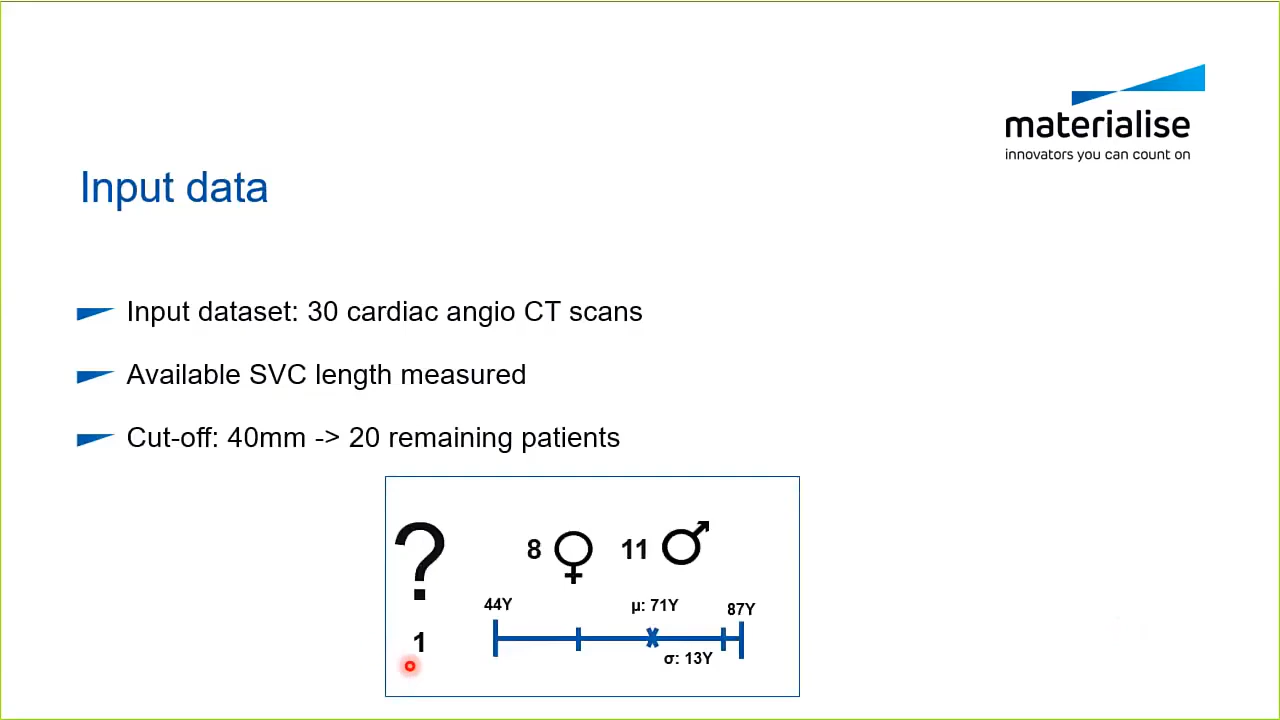 materialise
innovators you can count on
Input data
Input dataset: 30 cardiac angio CT scans
Available SVC length measured
Cut-off: 40mm -> 20 remaining patients
? 8 ♀ 11 ♂
44Y µ: 71Y 87Y
1
σ: 13Y